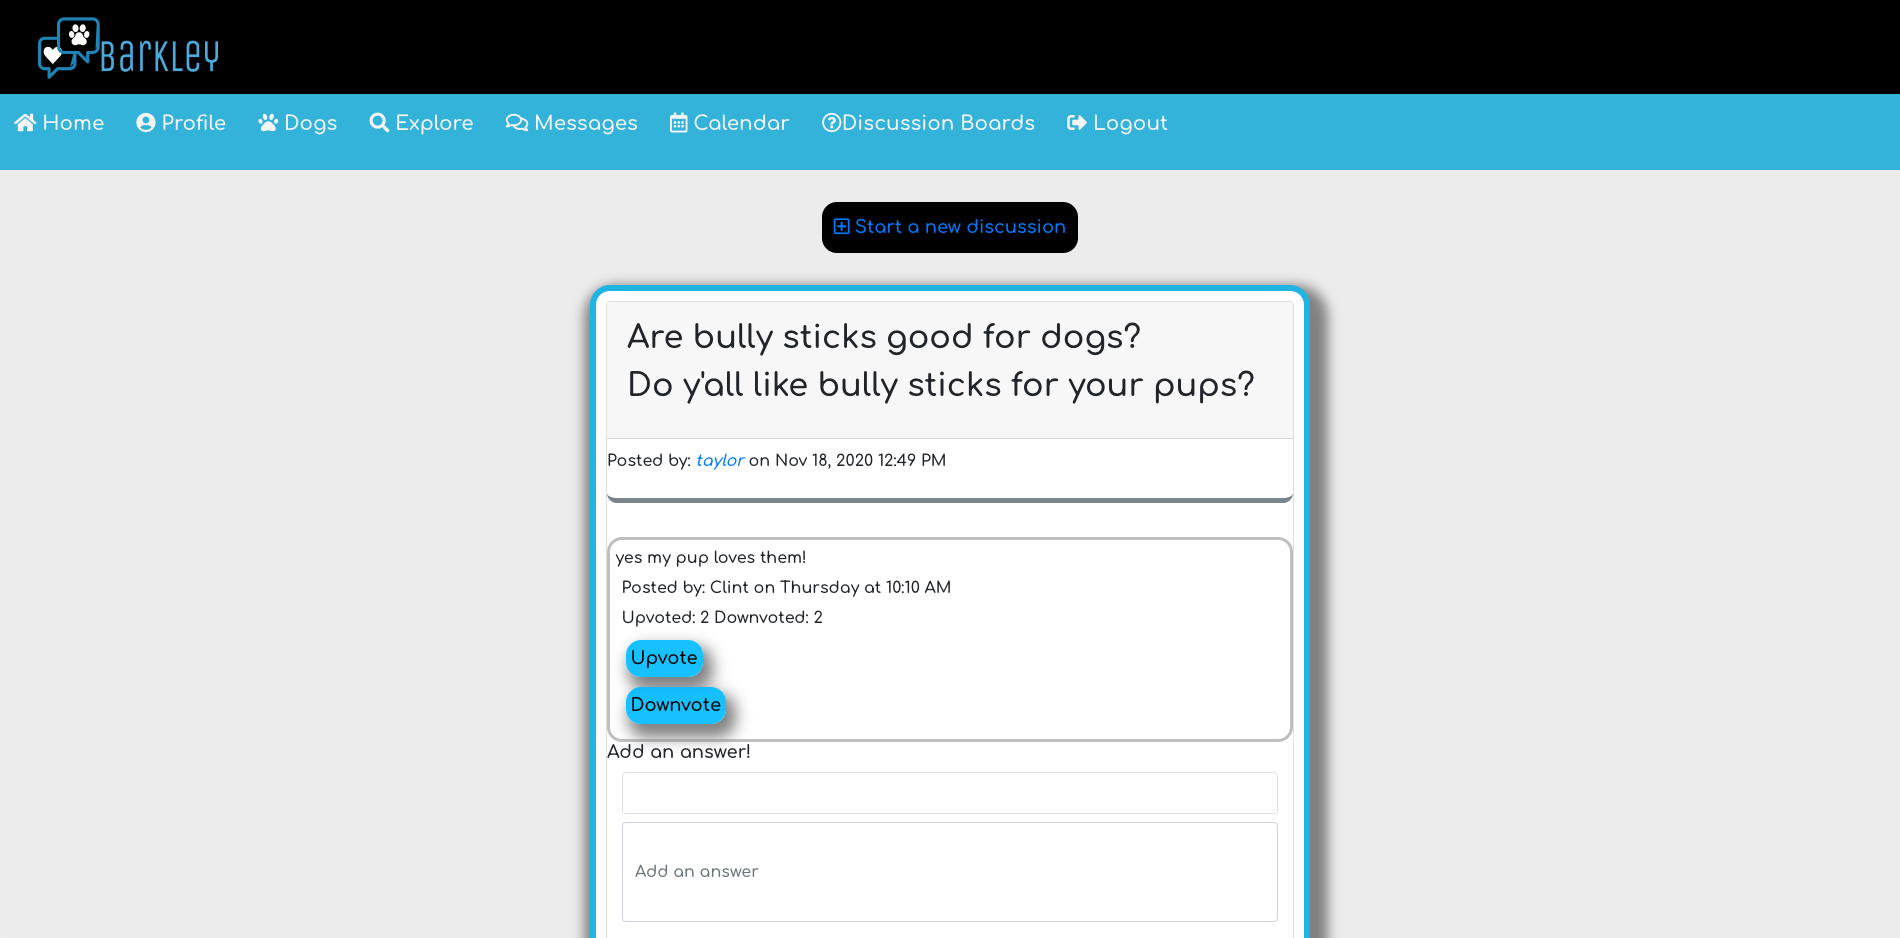 BarkLey
Home Profile Dogs Explore Messages Calendar Discussion Boards Logout
Start a new discussion
Are bully sticks good for dogs?
Do y'all like bully sticks for your pups?
Posted by: taylor on Nov 18, 2020 12:49 PM
yes my pup loves them!
Posted by: Clint on Thursday at 10:10 AM
Upvoted: 2 Downvoted: 2
Upvote
Downvote
Add an answer!
Add an answer